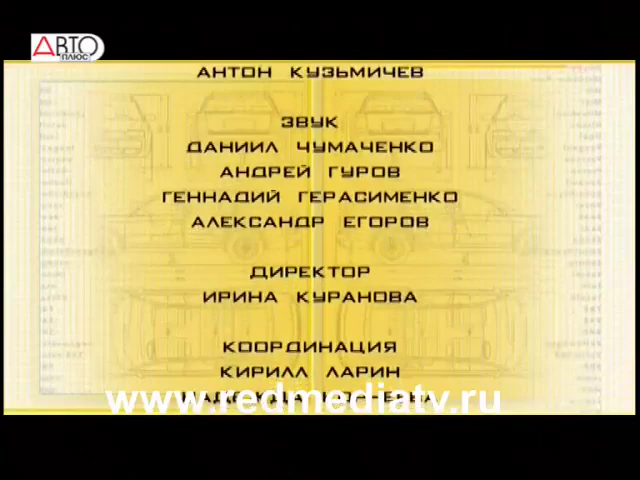 АВТО
ПЛЮС
АНТОН КУЗЬМИЧЕВ
ЗВУК
ДАНИИЛ ЧУМАЧЕНКО
АНДРЕЙ ГУРОВ
ГЕННАДИЙ ГЕРАСИМЕНКО
АЛЕКСАНДР ЕГОРОВ
ДИРЕКТОР
ИРИНА КУРАНОВА
КООРДИНАЦИЯ
КИРИЛЛ ЛАРИН
www.redmediatv.ru